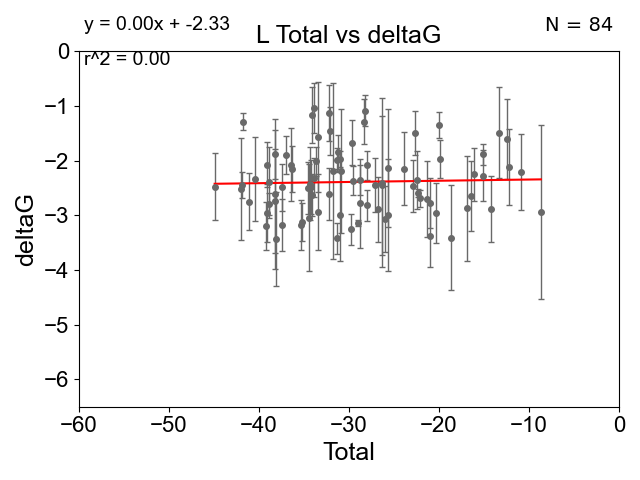 y = 0.00x + -2.33
N = 84
L Total vs deltaG
r^2 = 0.00
0
−1
−2
−3
−4
−5
−6
deltaG
−60 −50 −40 −30 −20 −10 0
Total